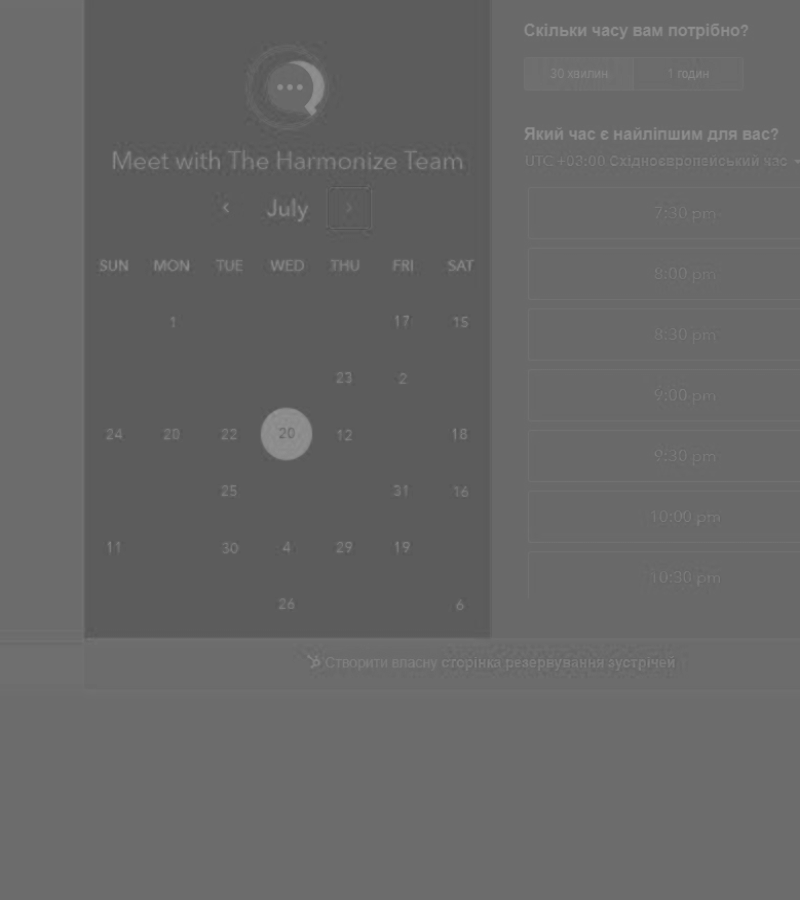 Meet with The Harmonize Team
July
SUN MON TUE WED THU FRI SAT
1 17 15
23 2
24 20 22 20 12 18
25 31 16
11 30 4 29 19
26 6
Скільки часу вам потрібно?
30 хвилин 1 годин
Який час є найліпшим для вас?
UTC +03:00 Східноєвропейський час
7:30 pm
8:00 pm
8:30 pm
9:00 pm
9:30 pm
10:00 pm
10:30 pm
Створити власну сторінка резервування зустрічей